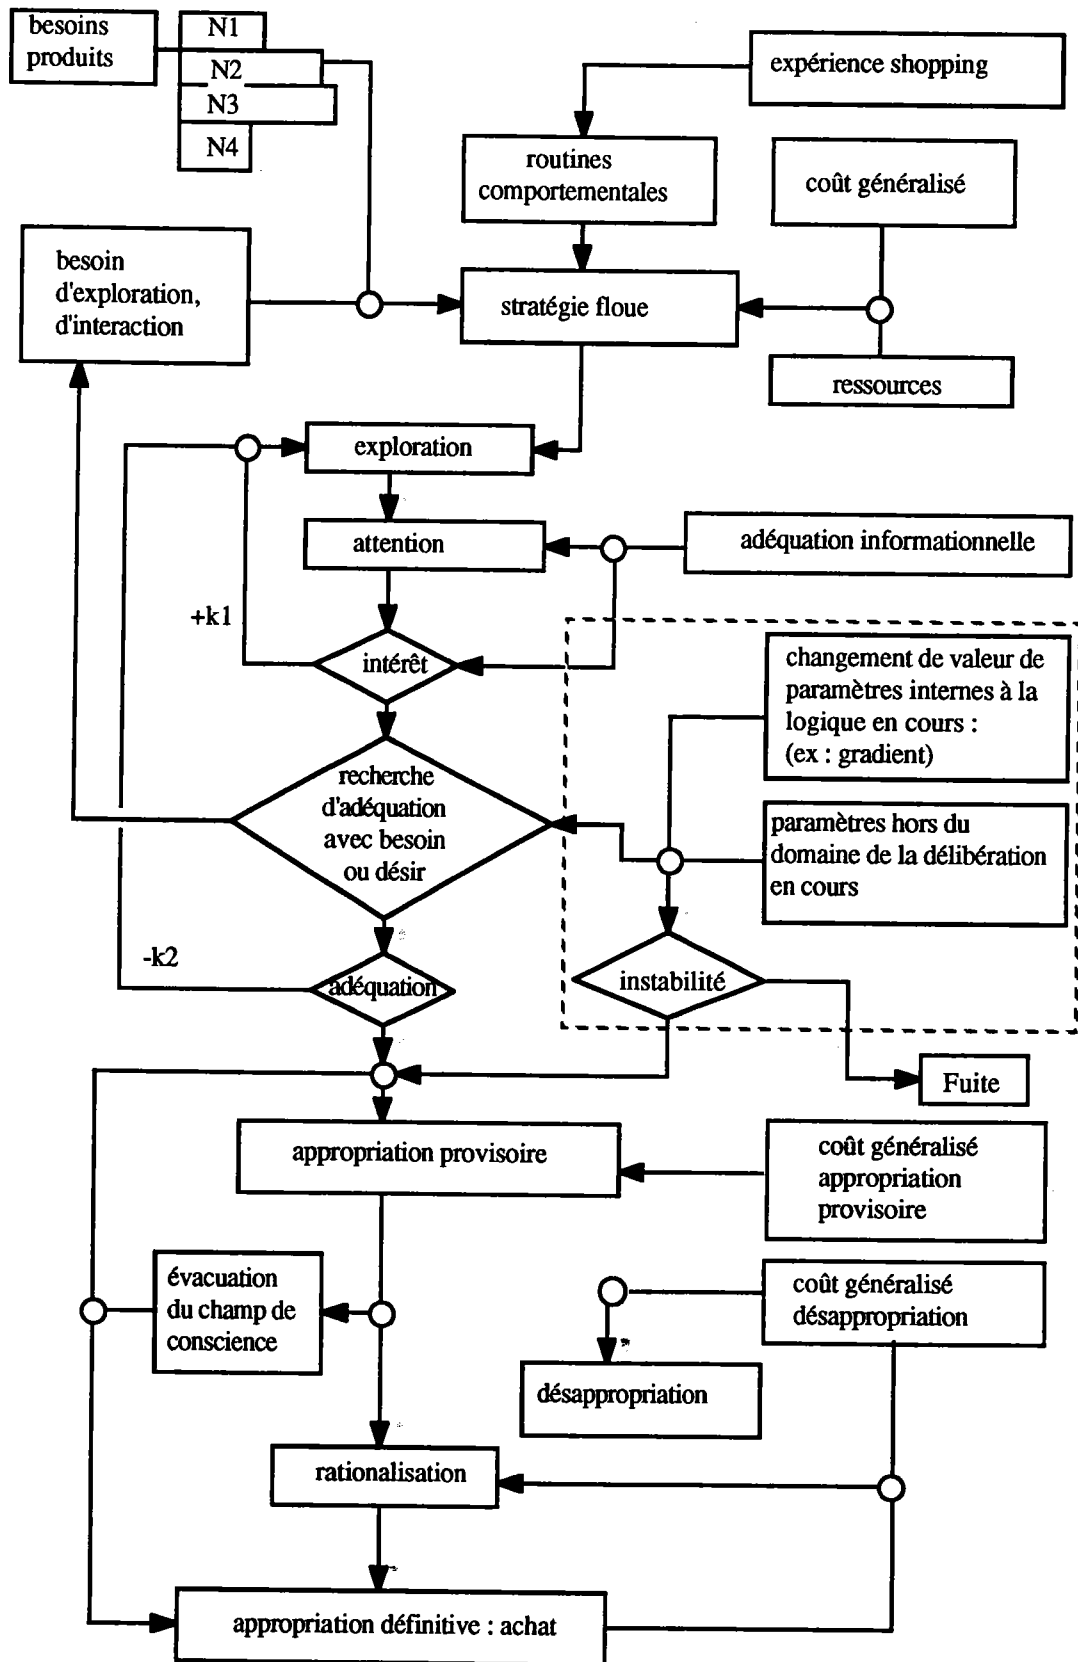 besoins
produits
N1
N2
N3
N4
expérience shopping
routines
comportementales
coût généralisé
besoin
d'exploration,
d'interaction
stratégie floue
ressources
exploration
attention
adéquation informationnelle
+k1
intérêt
changement de valeur de
paramètres internes à la
logique en cours :
(ex : gradient)
recherche
d'adéquation
avec besoin
ou désir
paramètres hors du
domaine de la délibération
en cours
-k2
adéquation
instabilité
Fuite
appropriation provisoire
coût généralisé
appropriation
provisoire
évacuation
du champ de
conscience
coût généralisé
désappropriation
désappropriation
rationalisation
appropriation définitive : achat